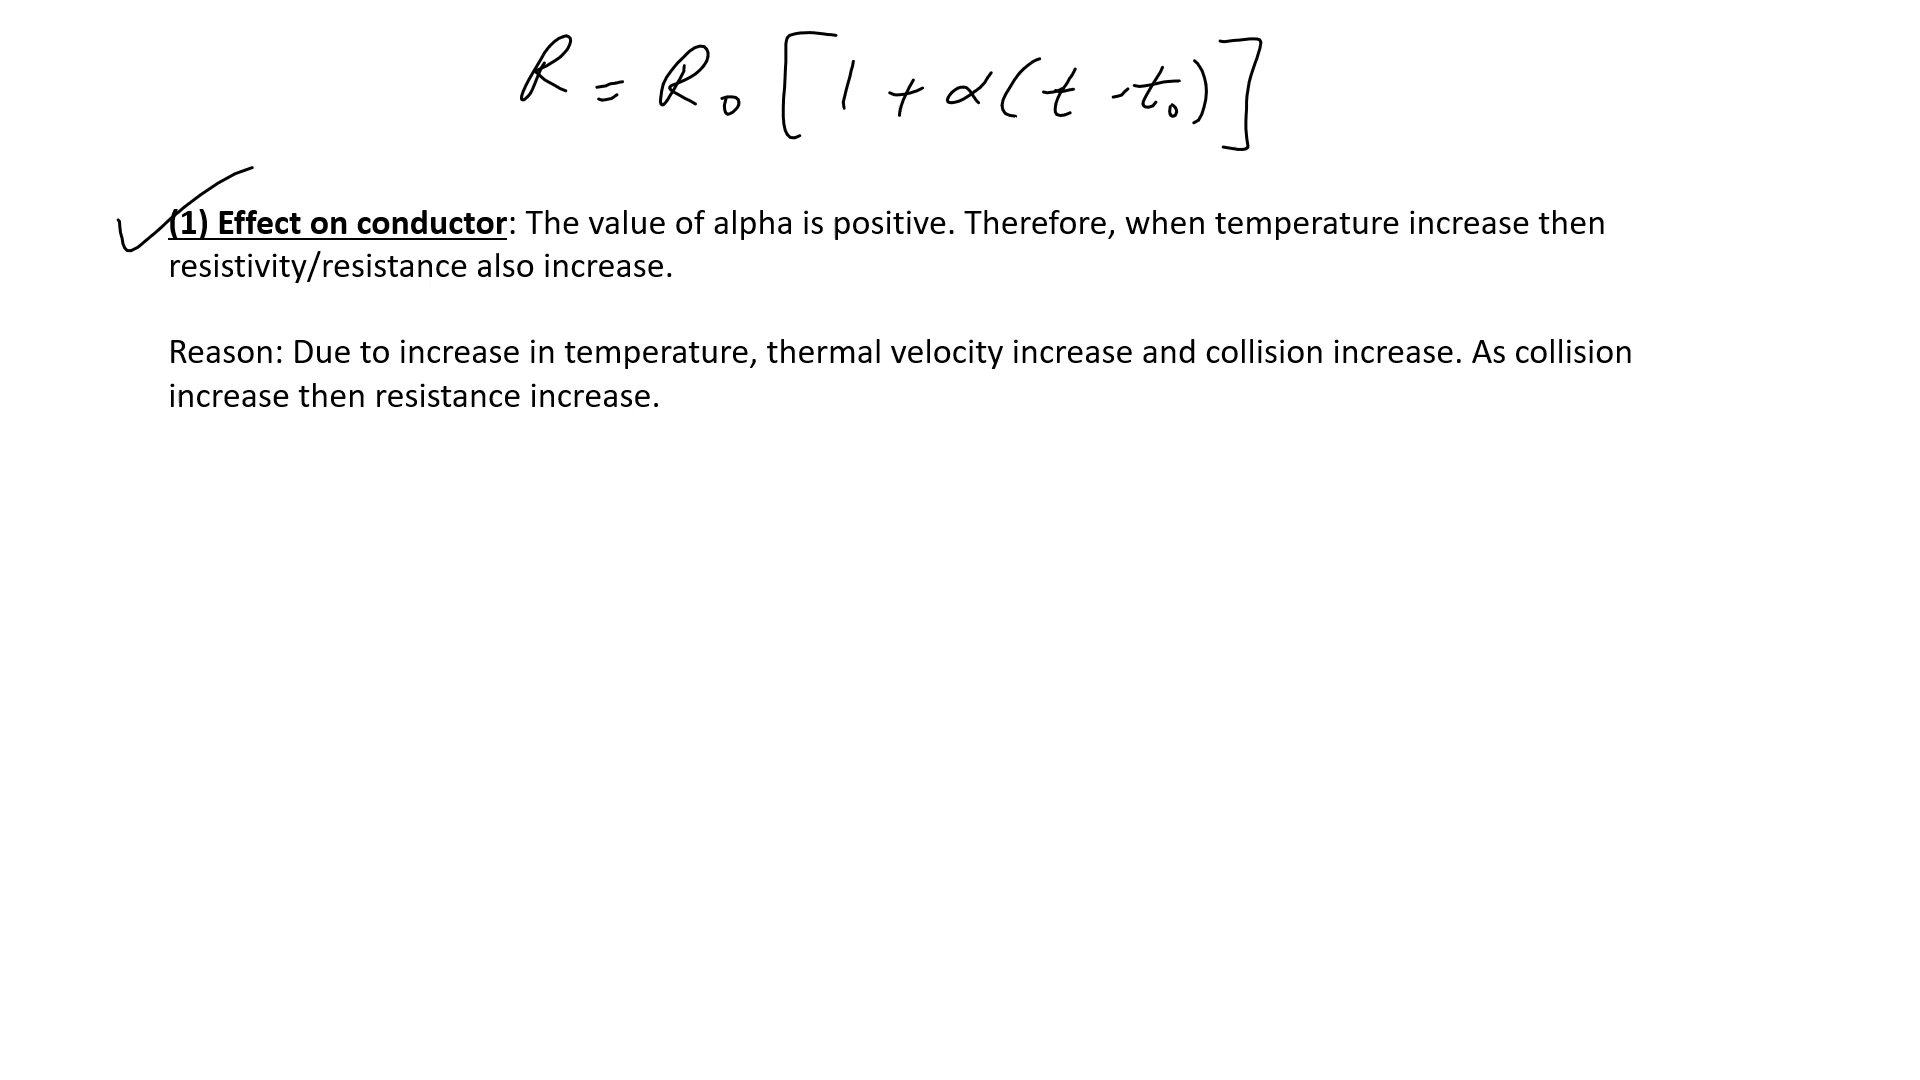 R = R₀ [1 + α(t - t₀)]
(1) Effect on conductor: The value of alpha is positive. Therefore, when temperature increase then
resistivity/resistance also increase.
Reason: Due to increase in temperature, thermal velocity increase and collision increase. As collision
increase then resistance increase.